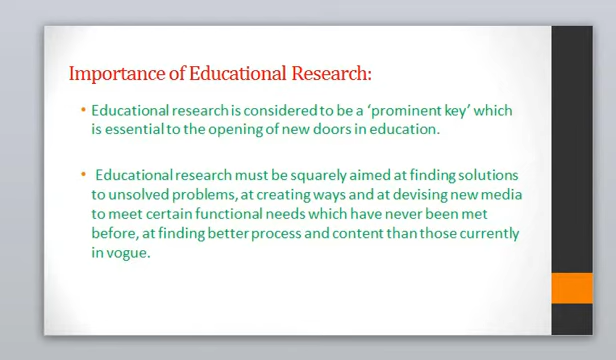 Importance of Educational Research:
Educational research is considered to be a ‘prominent key’ which
is essential to the opening of new doors in education.
Educational research must be squarely aimed at finding solutions
to unsolved problems, at creating ways and at devising new media
to meet certain functional needs which have never been met
before, at finding better process and content than those currently
in vogue.